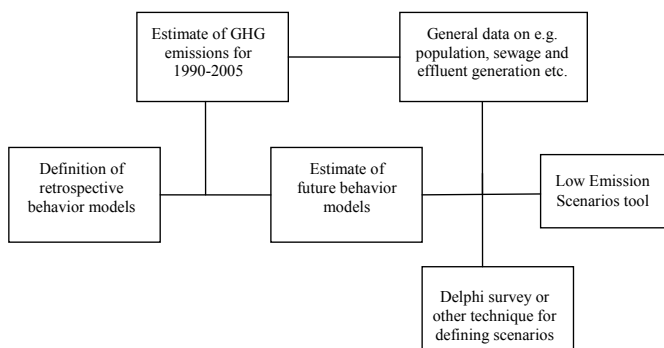 Estimate of GHG
emissions for
1990-2005
General data on e.g.
population, sewage and
effluent generation etc.
Definition of
retrospective
behavior models
Estimate of
future behavior
models
Low Emission
Scenarios tool
Delphi survey or
other technique for
defining scenarios